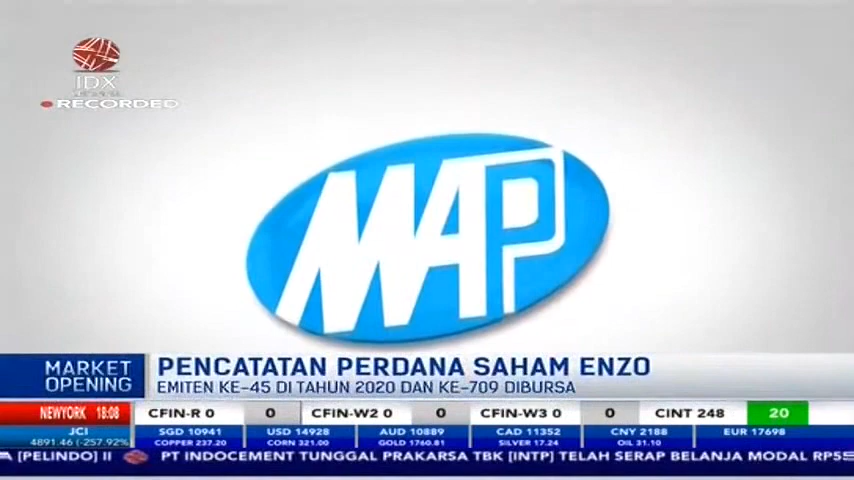 IDX
RECORDED
MAP
MARKET OPENING
PENCATATAN PERDANA SAHAM ENZO
EMITEN KE-45 DI TAHUN 2020 DAN KE-709 DIBURSA
NEWYORK 18:08
CFIN-R 0 0 CFIN-W2 0 0 CFIN-W3 0 0 CINT 248 20
JCI
4891.46 (-257.92%)
SGD 10941 USD 14928 AUD 10889 CAD 11352 CNY 2188 EUR 17698
COPPER 237.20 CORN 321.00 GOLD 1760.81 SILVER 17.24 OIL 31.10
A [PELINDO] II PT INDOCEMENT TUNGGAL PRAKARSA TBK [INTP] TELAH SERAP BELANJA MODAL RP55